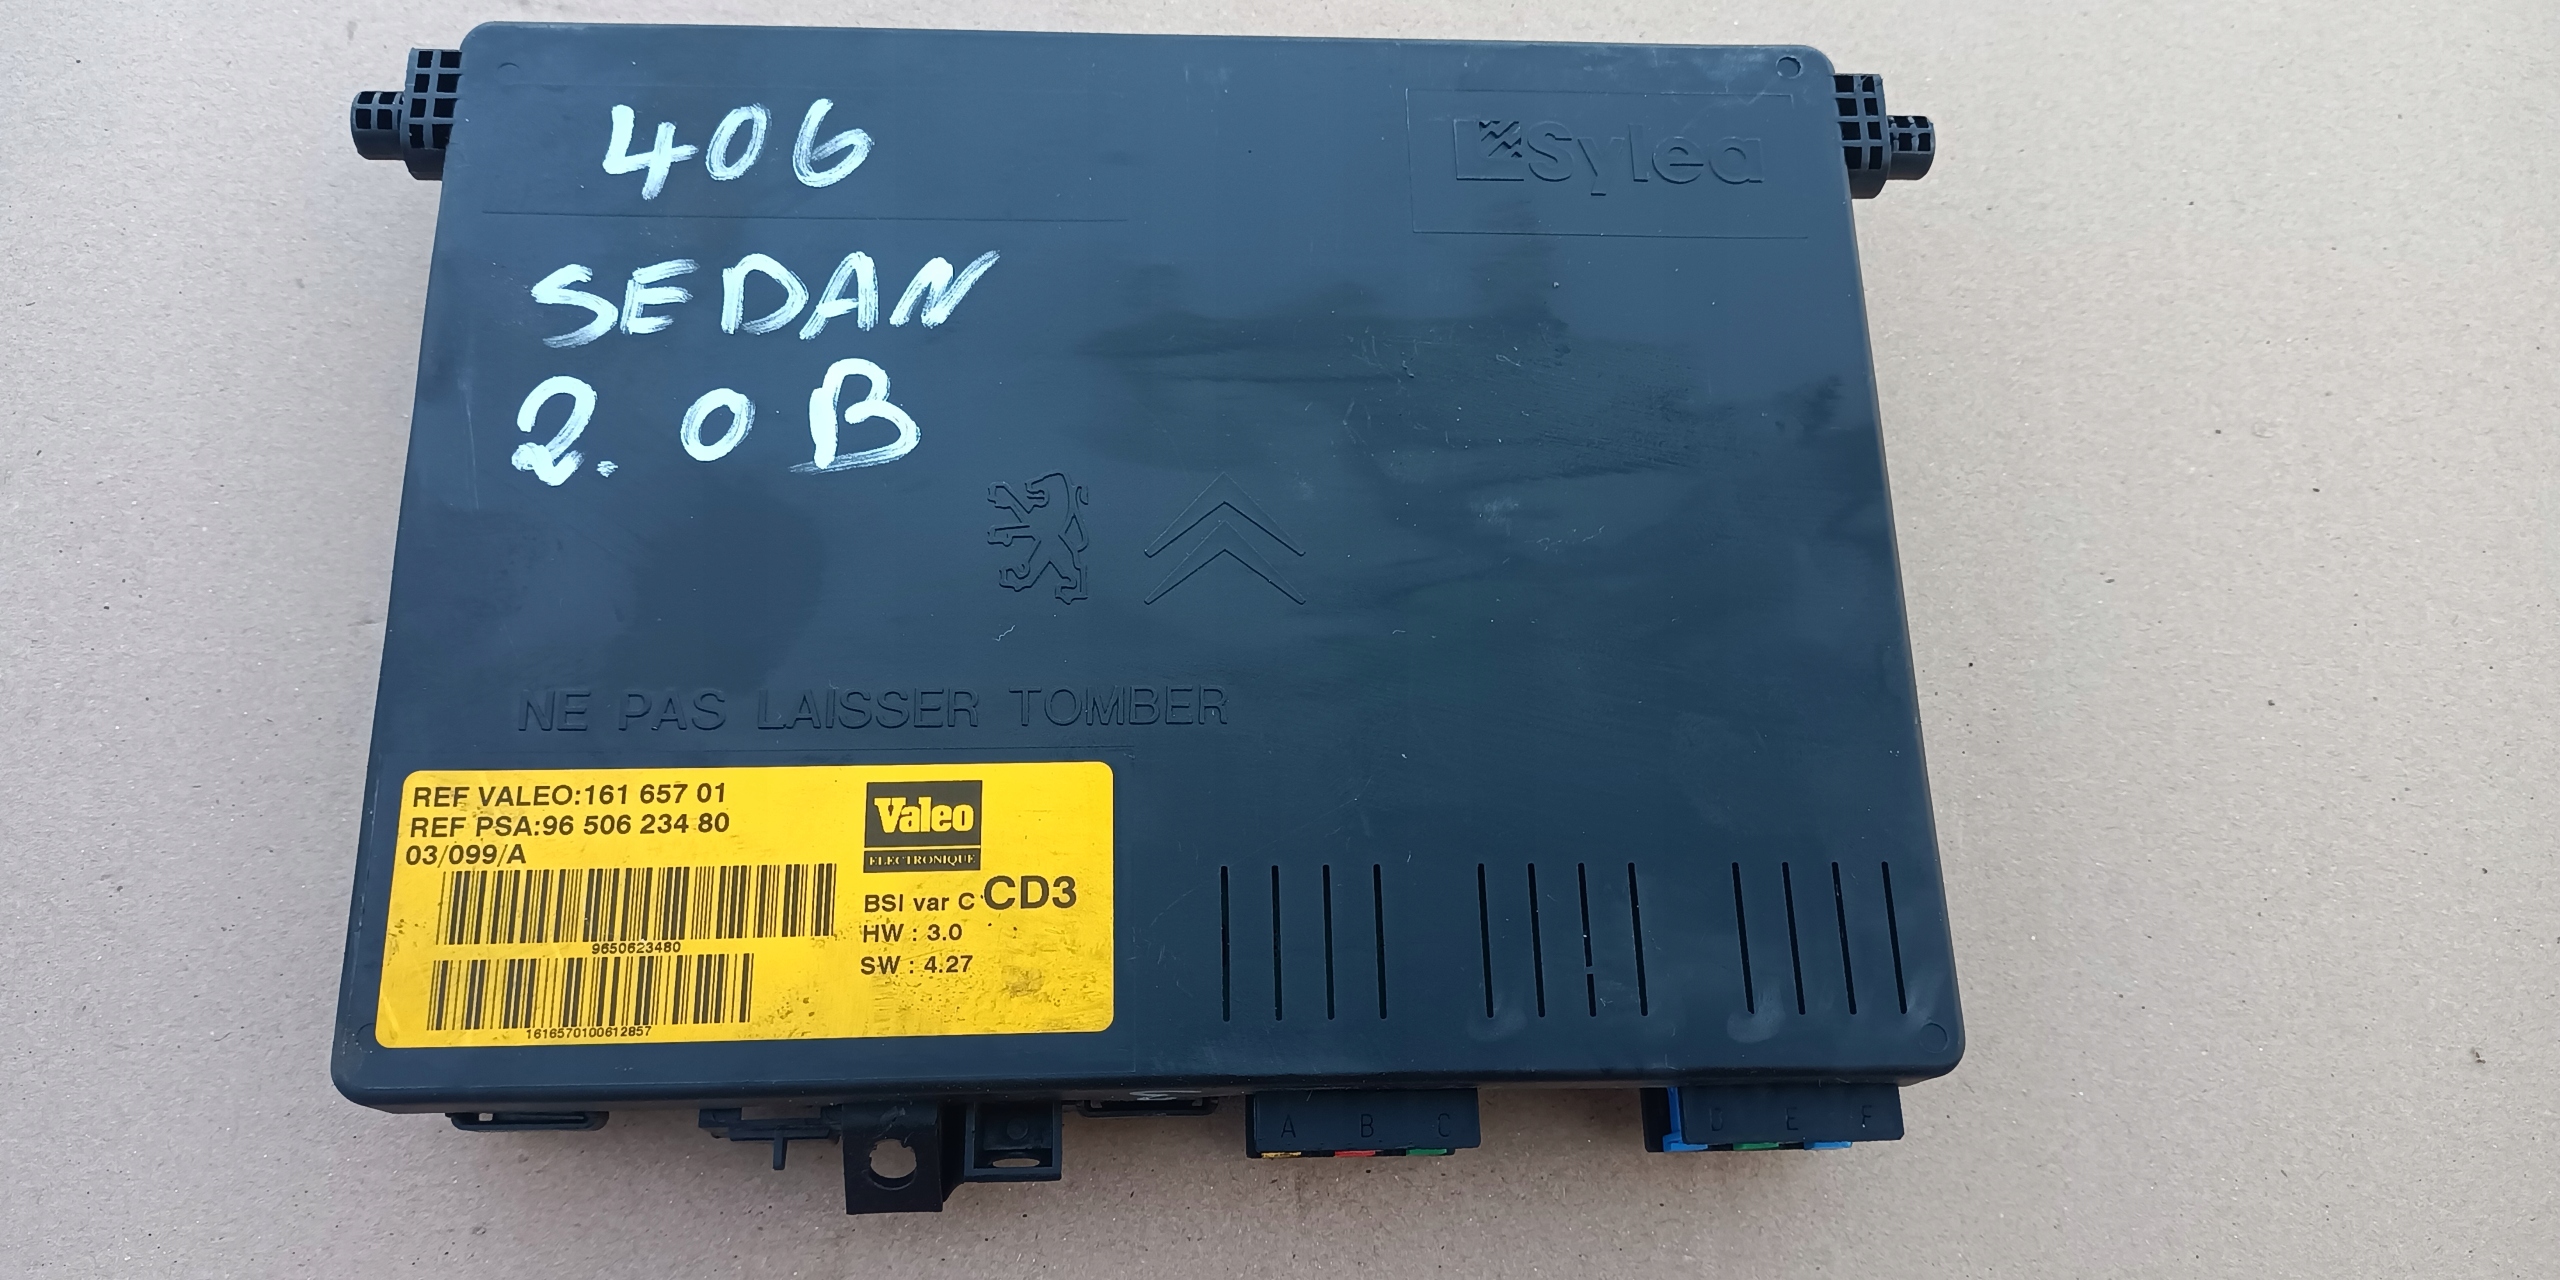 406
Sylea
SEDAN
2.0B
NE PAS LAISSER TOMBER
REF VALEO:161 657 01
REF PSA:96 506 234 80
03/099/A
9650623480
1616570100612857
Valeo
ELECTRONIQUE
BSI var C CD3
HW : 3.0
SW : 4.27
A B C
D E F